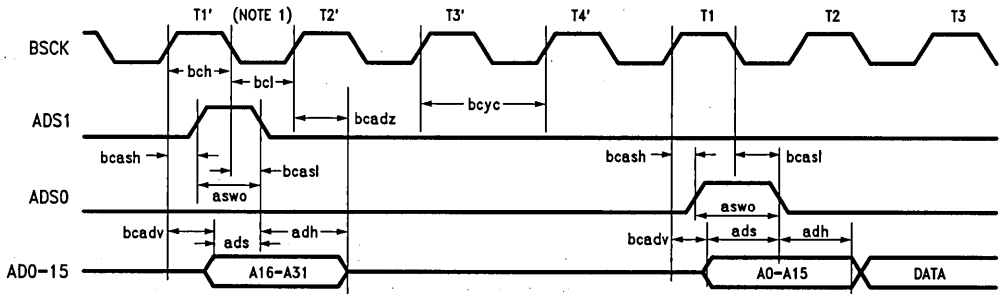 T1' (NOTE 1) T2' T3' T4' T1 T2 T3
BSCK
bch bcl bcadz bcyc
ADS1
bcash bcasl bcash bcasl
aswo
ADS0
aswo
bcadv ads adh bcadv ads adh
AD0-15 A16-A31 A0-A15 DATA